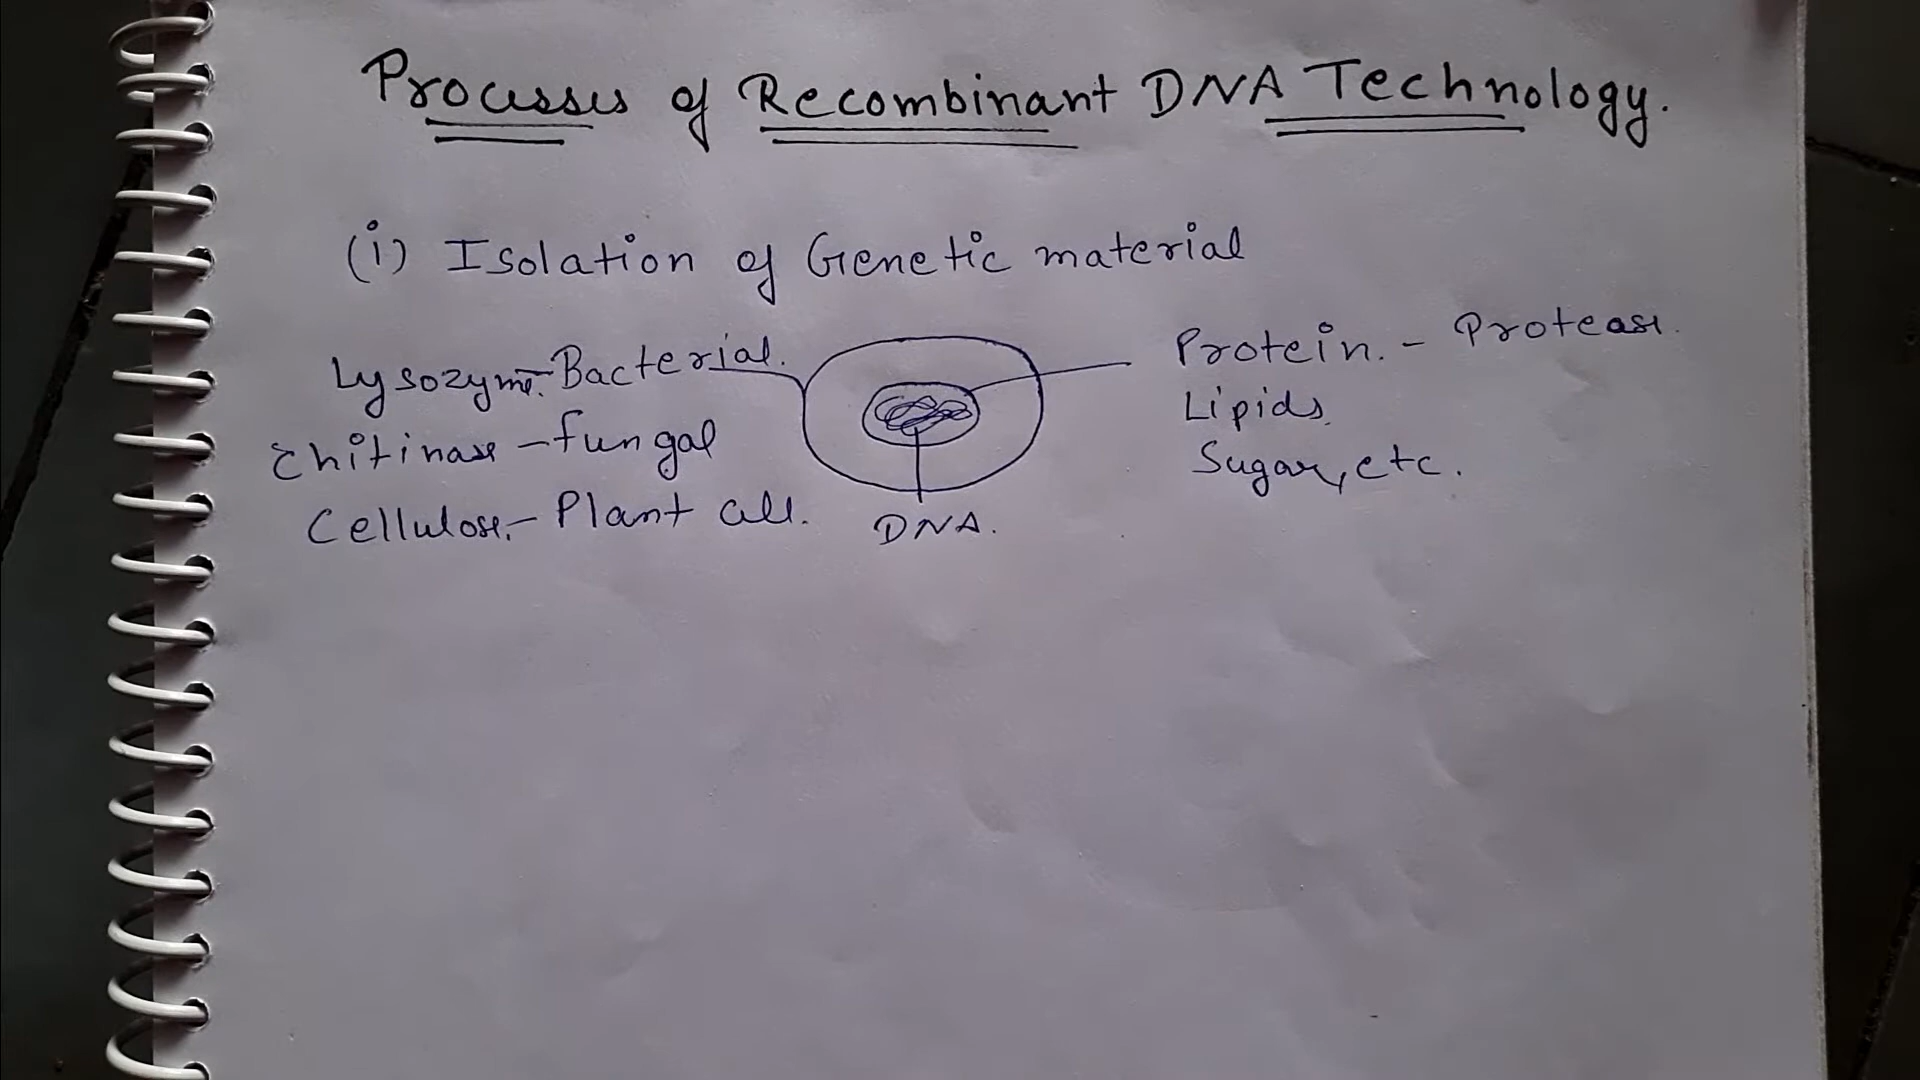 Processes of Recombinant DNA Technology.
(i) Isolation of Genetic material
Lysozyme - Bacterial.
Chitinase - fungal
Cellulose. - Plant cell.
DNA.
Protein. - Protease.
Lipids.
Sugar, etc.